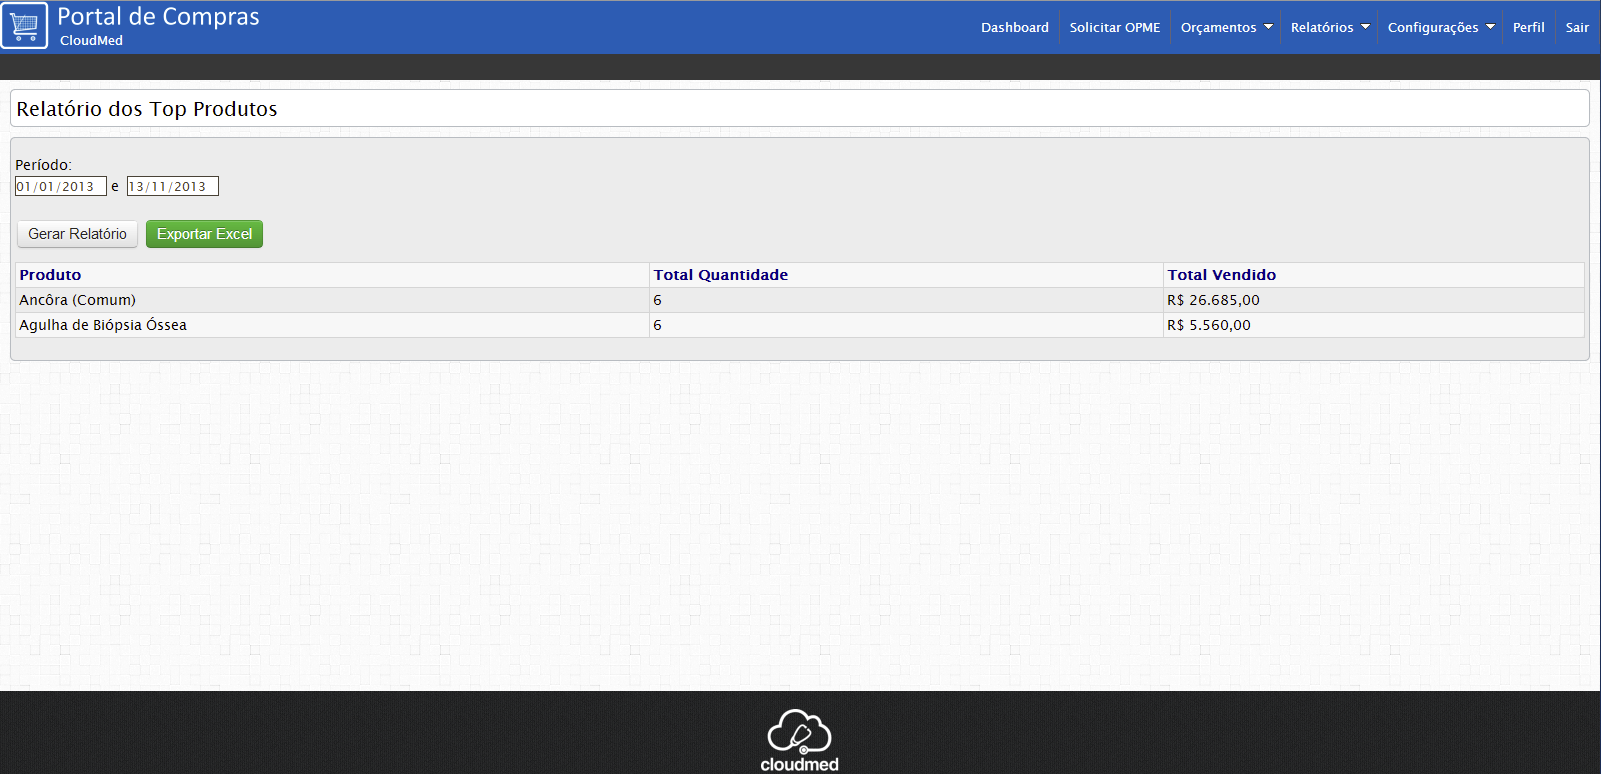 Portal de Compras
CloudMed
Dashboard Solicitar OPME Orçamentos Relatórios Configurações Perfil Sair
Relatório dos Top Produtos
Período:
01/01/2013 e 13/11/2013
Gerar Relatório Exportar Excel
Produto Total Quantidade Total Vendido
Ancôra (Comum) 6 R$ 26.685,00
Agulha de Biópsia Óssea 6 R$ 5.560,00
cloudmed